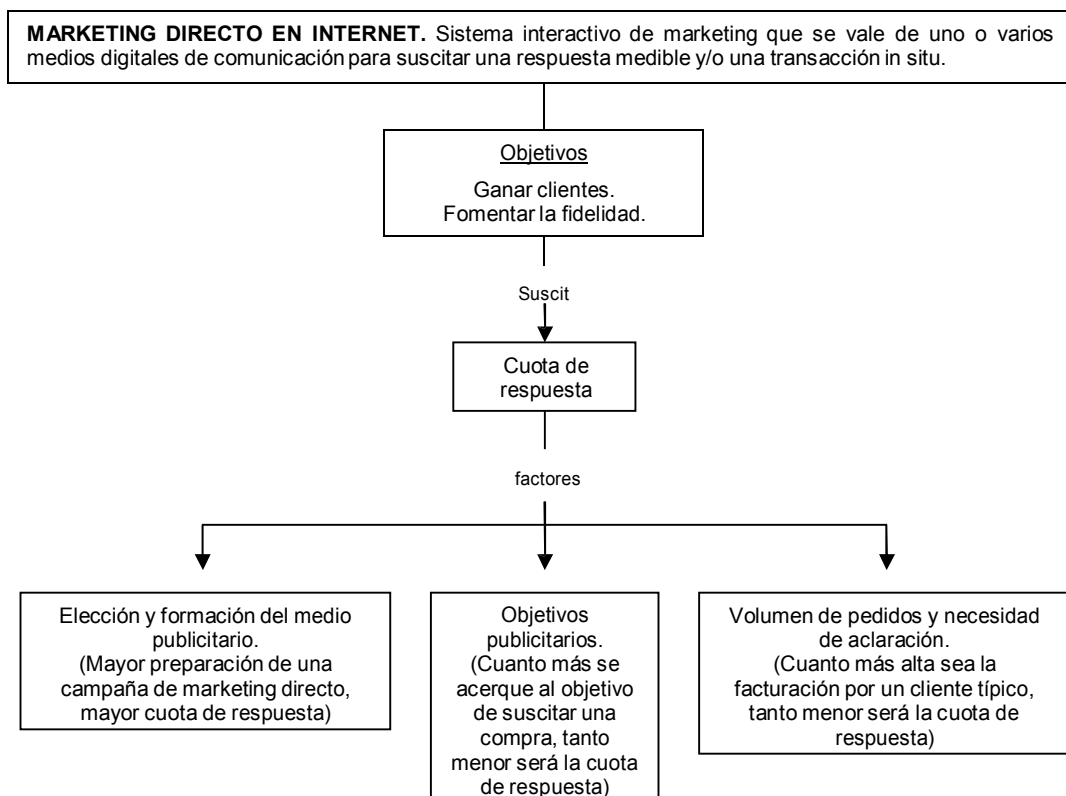 MARKETING DIRECTO EN INTERNET. Sistema interactivo de marketing que se vale de uno o varios
medios digitales de comunicación para suscitar una respuesta medible y/o una transacción in situ.
Objetivos
Ganar clientes.
Fomentar la fidelidad.
Suscit
Cuota de
respuesta
factores
Elección y formación del medio
publicitario.
(Mayor preparación de una
campaña de marketing directo,
mayor cuota de respuesta)
Objetivos
publicitarios.
(Cuanto más se
acerque al objetivo
de suscitar una
compra, tanto
menor será la cuota
de respuesta)
Volumen de pedidos y necesidad
de aclaración.
(Cuanto más alta sea la
facturación por un cliente típico,
tanto menor será la cuota de
respuesta)